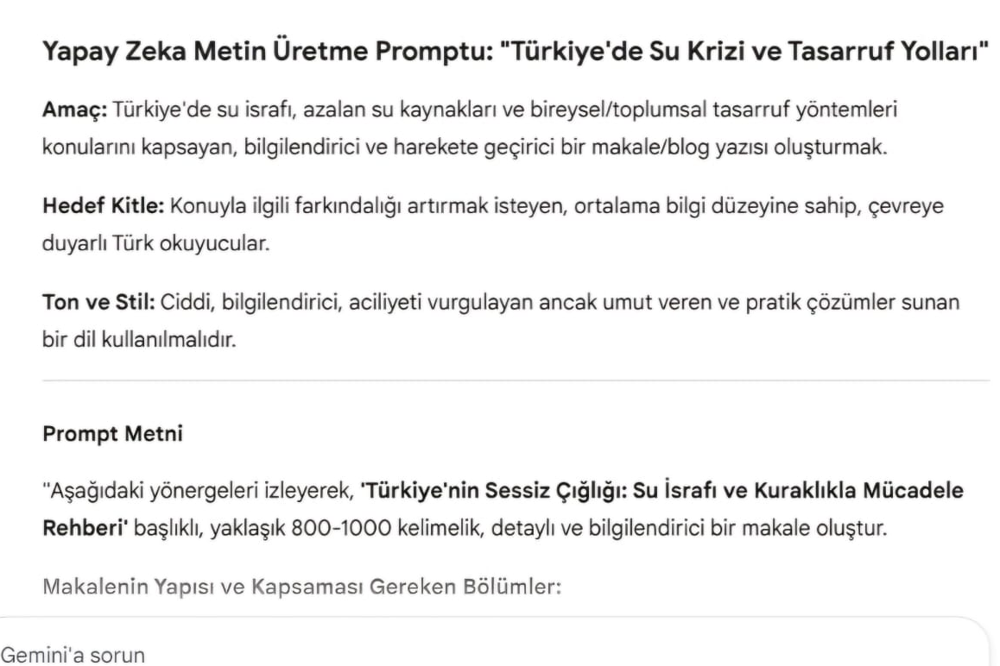 Yapay Zeka Metin Üretme Promptu: "Türkiye'de Su Krizi ve Tasarruf Yolları"
Amaç: Türkiye'de su israfı, azalan su kaynakları ve bireysel/toplumsal tasarruf yöntemleri
konularını kapsayan, bilgilendirici ve harekete geçirici bir makale/blog yazısı oluşturmak.
Hedef Kitle: Konuyla ilgili farkındalığı artırmak isteyen, ortalama bilgi düzeyine sahip, çevreye
duyarlı Türk okuyucular.
Ton ve Stil: Ciddi, bilgilendirici, aciliyeti vurgulayan ancak umut veren ve pratik çözümler sunan
bir dil kullanılmalıdır.
Prompt Metni
"Aşağıdaki yönergeleri izleyerek, 'Türkiye'nin Sessiz Çığlığı: Su İsrafı ve Kuraklıkla Mücadele
Rehberi' başlıklı, yaklaşık 800-1000 kelimelik, detaylı ve bilgilendirici bir makale oluştur.
Makalenin Yapısı ve Kapsaması Gereken Bölümler:
Gemini'a sorun